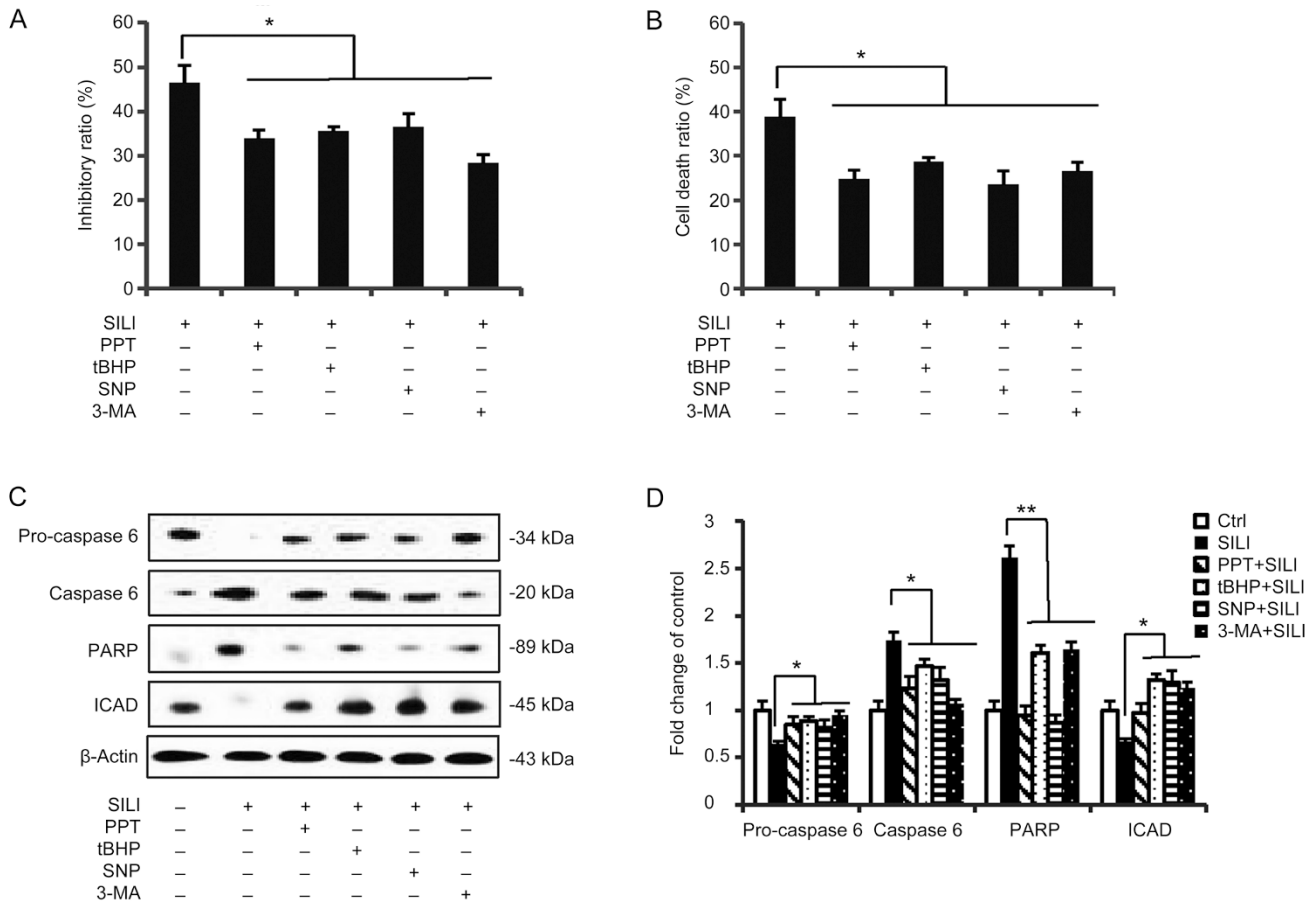 A
60
50
40
30
20
10
0
Inhibitory ratio (%)
*
SILI + + + + +
PPT – + – – –
tBHP – – + – –
SNP – – – + –
3-MA – – – – +
B
60
50
40
30
20
10
0
Cell death ratio (%)
*
SILI + + + + +
PPT – + – – –
tBHP – – + – –
SNP – – – + –
3-MA – – – – +
C
Pro-caspase 6 -34 kDa
Caspase 6 -20 kDa
PARP -89 kDa
ICAD -45 kDa
β-Actin -43 kDa
SILI – + + + + +
PPT – – + – – –
tBHP – – – + – –
SNP – – – – + –
3-MA – – – – – +
D
3
2.5
2
1.5
1
0.5
0
Fold change of control
* * ** *
Pro-caspase 6 Caspase 6 PARP ICAD
Ctrl
SILI
PPT+SILI
tBHP+SILI
SNP+SILI
3-MA+SILI